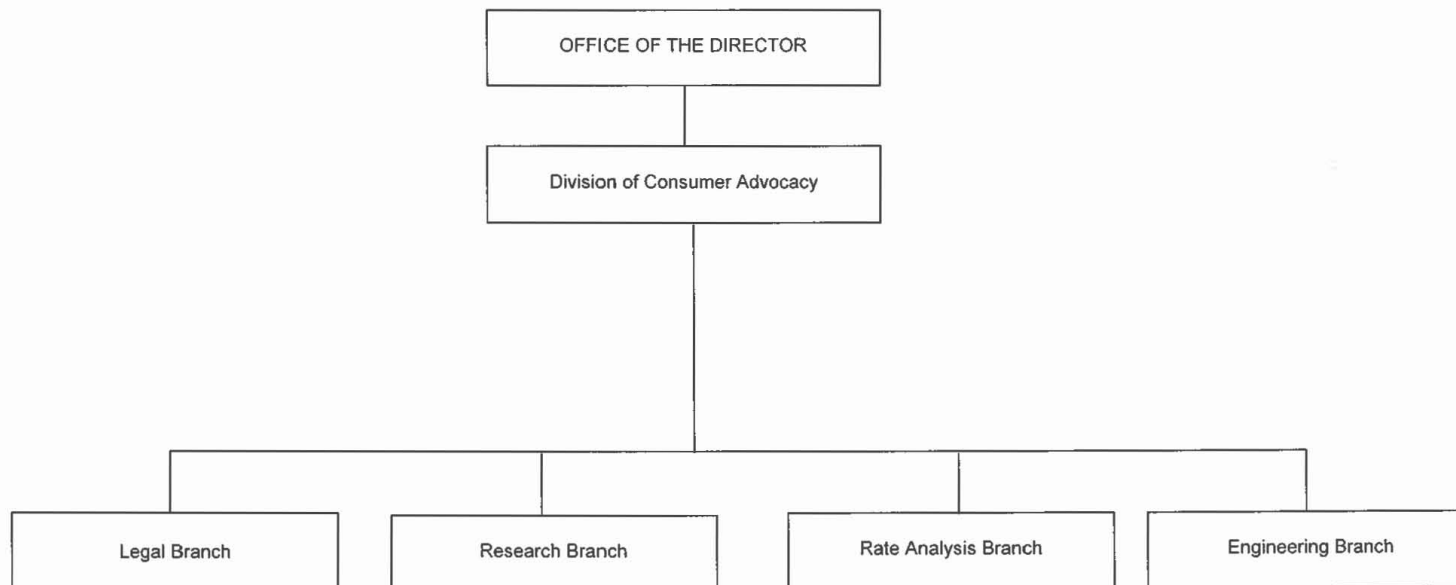 OFFICE OF THE DIRECTOR
Division of Consumer Advocacy
Legal Branch
Research Branch
Rate Analysis Branch
Engineering Branch